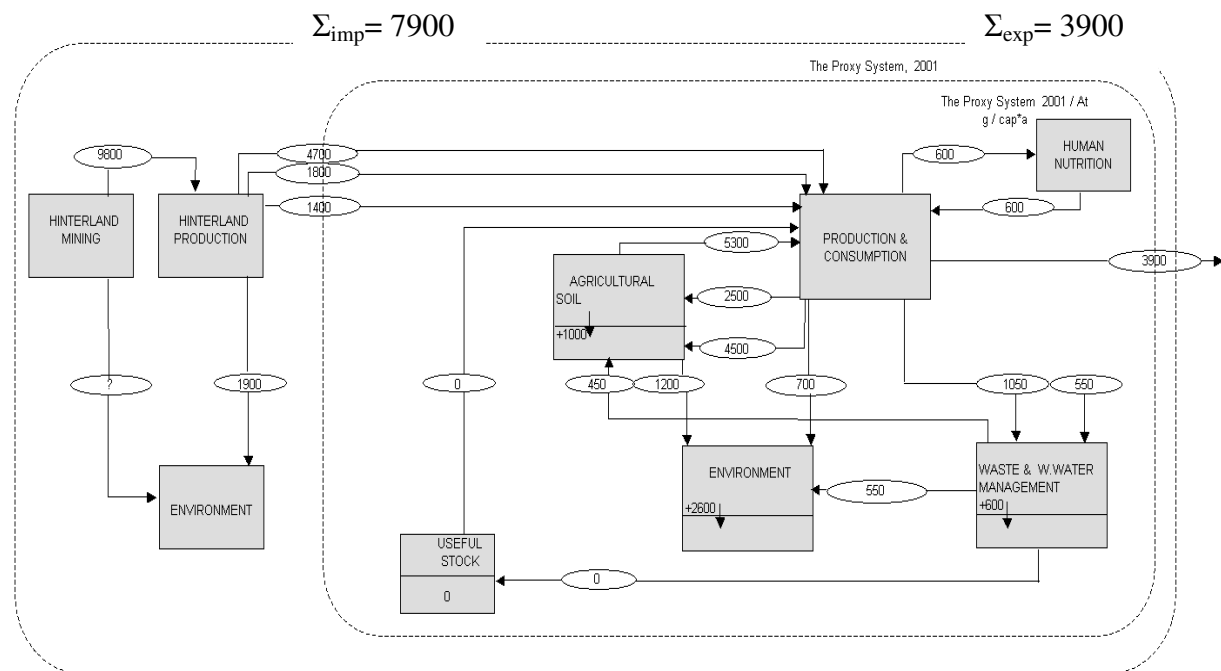 Σimp= 7900
Σexp= 3900
The Proxy System, 2001
The Proxy System 2001 / At
g / cap*a
9800
4700
1800
1400
600
HUMAN
NUTRITION
600
HINTERLAND
MINING
HINTERLAND
PRODUCTION
PRODUCTION &
CONSUMPTION
5300
3900
AGRICULTURAL
SOIL
+1000
2500
4500
?
1900
0
450
1200
700
1050
550
ENVIRONMENT
ENVIRONMENT
+2600
550
WASTE & W.WATER
MANAGEMENT
+600
USEFUL
STOCK
0
0